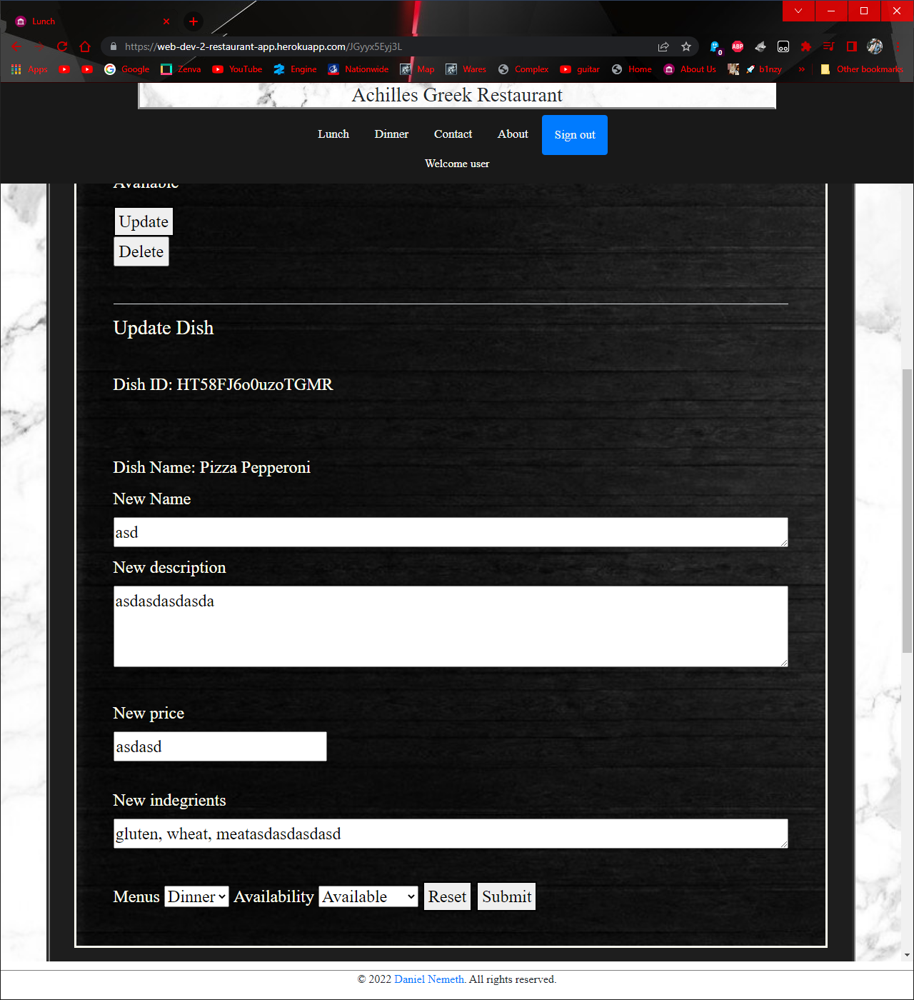 Lunch
https://web-dev-2-restaurant-app.herokuapp.com/JGyyx5Eyj3L
0
ABP
Apps
Google
Zenva
YouTube
Engine
Nationwide
Map
Wares
Complex
guitar
Home
About Us
b1nzy
»
Other bookmarks
Achilles Greek Restaurant
Lunch Dinner Contact About Sign out
Welcome user
Available
Update
Delete
Update Dish
Dish ID: HT58FJ6o0uzoTGMR
Dish Name: Pizza Pepperoni
New Name
asd
New description
asdasdasdasda
New price
asdasd
New indegrients
gluten, wheat, meatasdasdasdasd
Menus Dinner Availability Available Reset Submit
© 2022 Daniel Nemeth. All rights reserved.